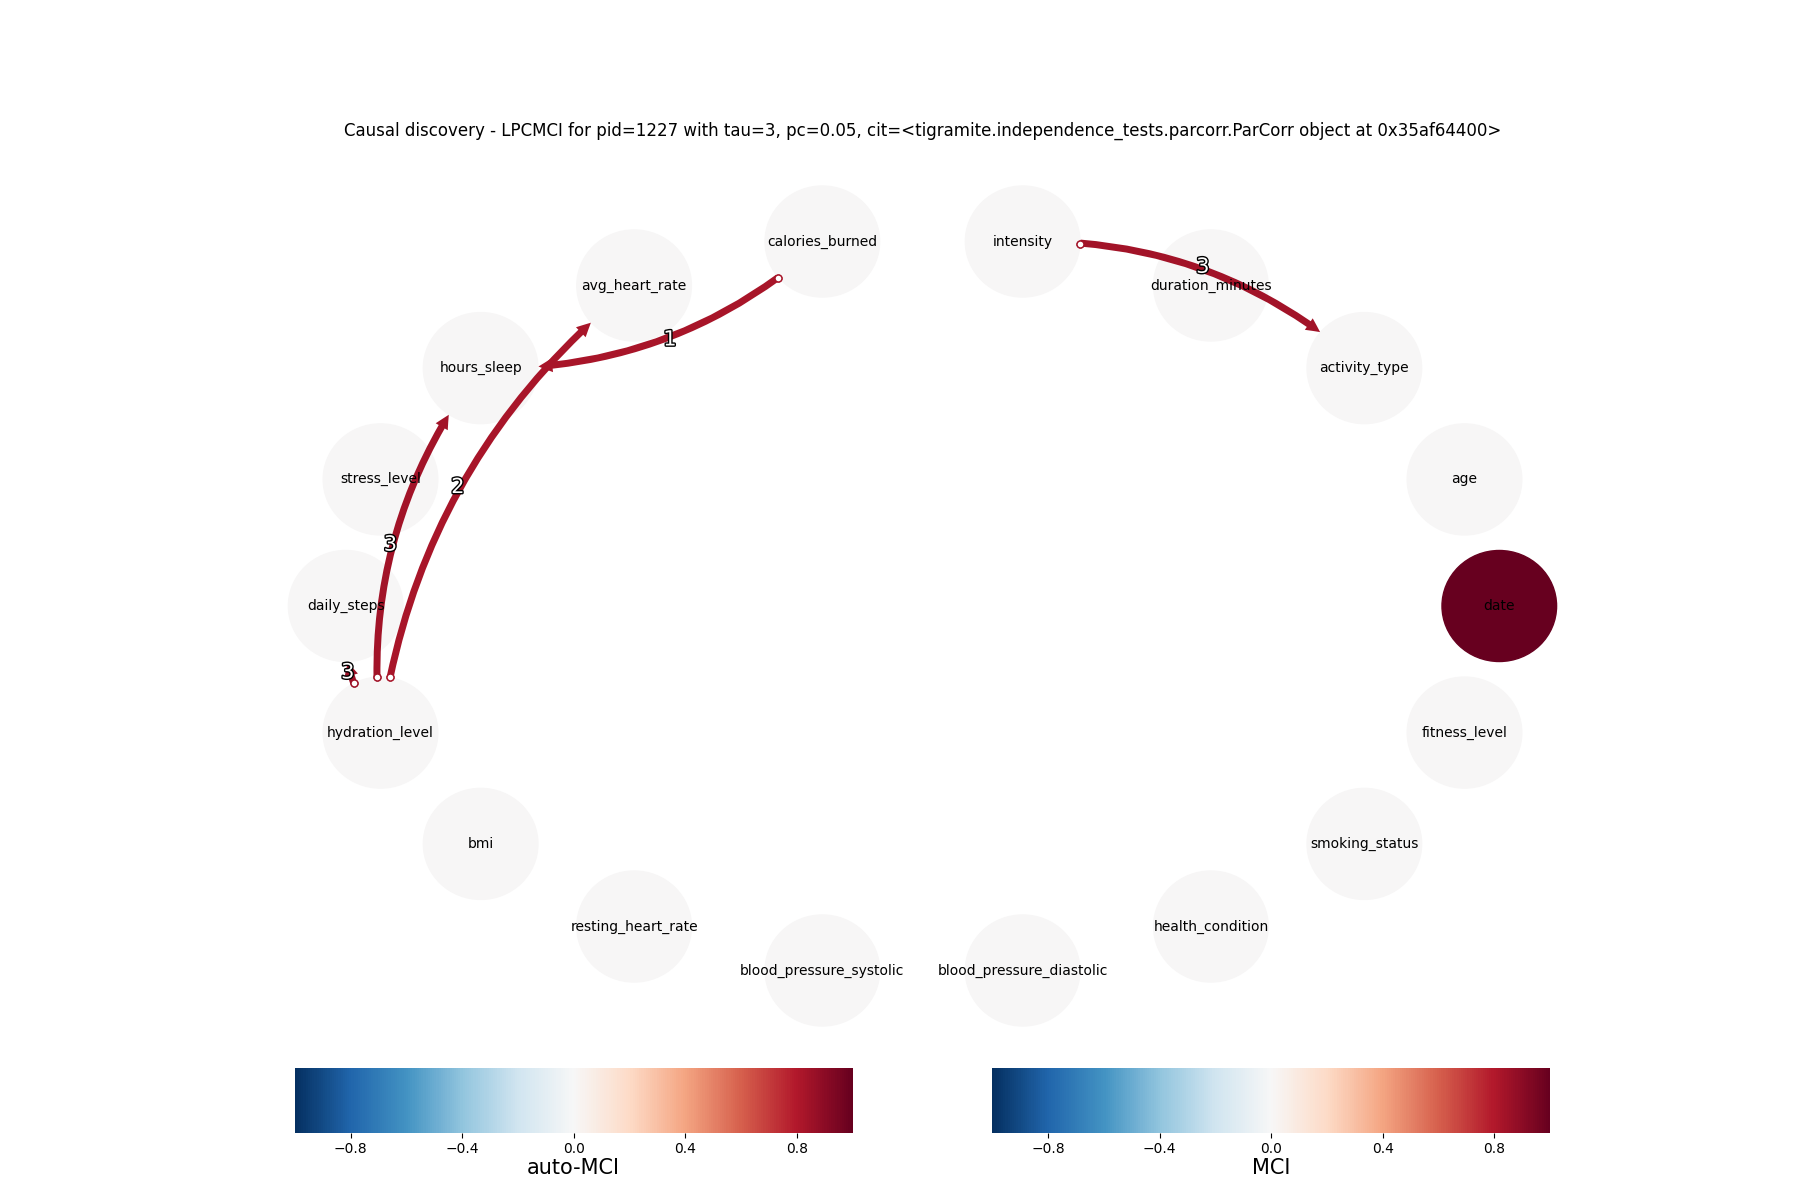 Causal discovery - LPCMCI for pid=1227 with tau=3, pc=0.05, cit=<tigramite.independence_tests.parcorr.ParCorr object at 0x35af64400>
calories_burned
intensity
3
avg_heart_rate
duration_minutes
1
hours_sleep
activity_type
stress_level
2
age
3
daily_steps
date
3
hydration_level
fitness_level
bmi
smoking_status
resting_heart_rate
health_condition
blood_pressure_systolic
blood_pressure_diastolic
−0.8 −0.4 0.0 0.4 0.8
auto-MCI
−0.8 −0.4 0.0 0.4 0.8
MCI